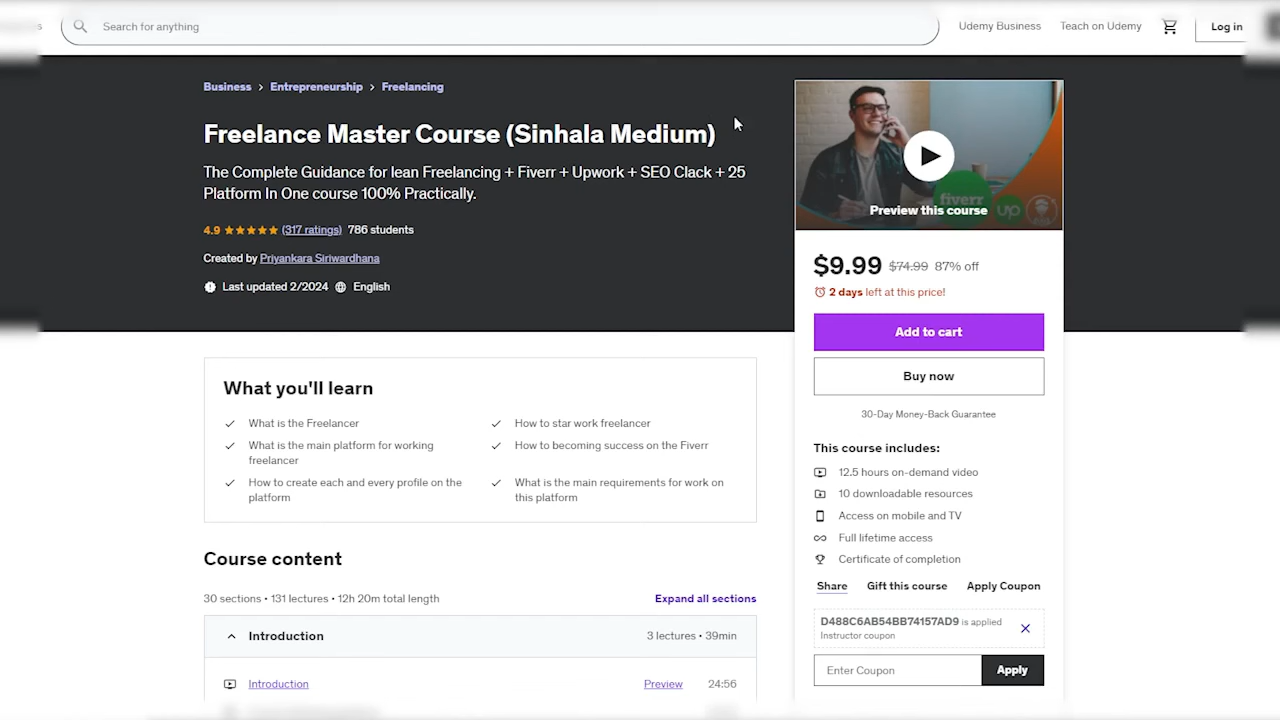 Search for anything
Udemy Business
Teach on Udemy
Log in
Business > Entrepreneurship > Freelancing
Freelance Master Course (Sinhala Medium)
The Complete Guidance for lean Freelancing + Fiverr + Upwork + SEO Clack + 25
Platform In One course 100% Practically.
4.9 (317 ratings) 786 students
Created by Priyankara Siriwardhana
Last updated 2/2024 English
fiverr
up
Preview this course
$9.99 $74.99 87% off
2 days left at this price!
Add to cart
Buy now
30-Day Money-Back Guarantee
This course includes:
12.5 hours on-demand video
10 downloadable resources
Access on mobile and TV
Full lifetime access
Certificate of completion
Share Gift this course Apply Coupon
D488C6AB54BB74157AD9 is applied
Instructor coupon
Enter Coupon Apply
What you'll learn
What is the Freelancer
What is the main platform for working
freelancer
How to create each and every profile on the
platform
How to star work freelancer
How to becoming success on the Fiverr
What is the main requirements for work on
this platform
Course content
30 sections • 131 lectures • 12h 20m total length
Expand all sections
Introduction 3 lectures • 39min
Introduction Preview 24:56